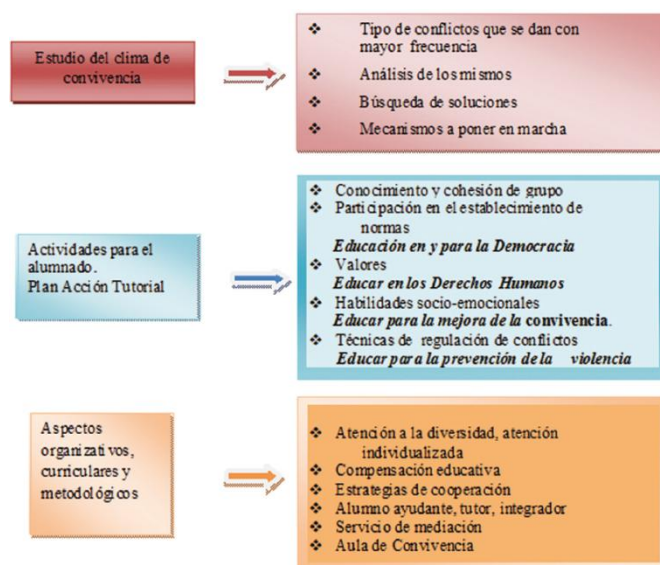 Estudio del clima de
convivencia
❖ Tipo de conflictos que se dan con
mayor frecuencia
❖ Análisis de los mismos
❖ Búsqueda de soluciones
❖ Mecanismos a poner en marcha
Actividades para el
alumnado.
Plan Acción Tutorial
❖ Conocimiento y cohesión de grupo
❖ Participación en el establecimiento de
normas
Educación en y para la Democracia
❖ Valores
Educar en los Derechos Humanos
❖ Habilidades socio-emocionales
Educar para la mejora de la convivencia.
❖ Técnicas de regulación de conflictos
Educar para la prevención de la violencia
Aspectos
organizativos,
curriculares y
metodológicos
❖ Atención a la diversidad, atención
individualizada
❖ Compensación educativa
❖ Estrategias de cooperación
❖ Alumno ayudante, tutor, integrador
❖ Servicio de mediación
❖ Aula de Convivencia